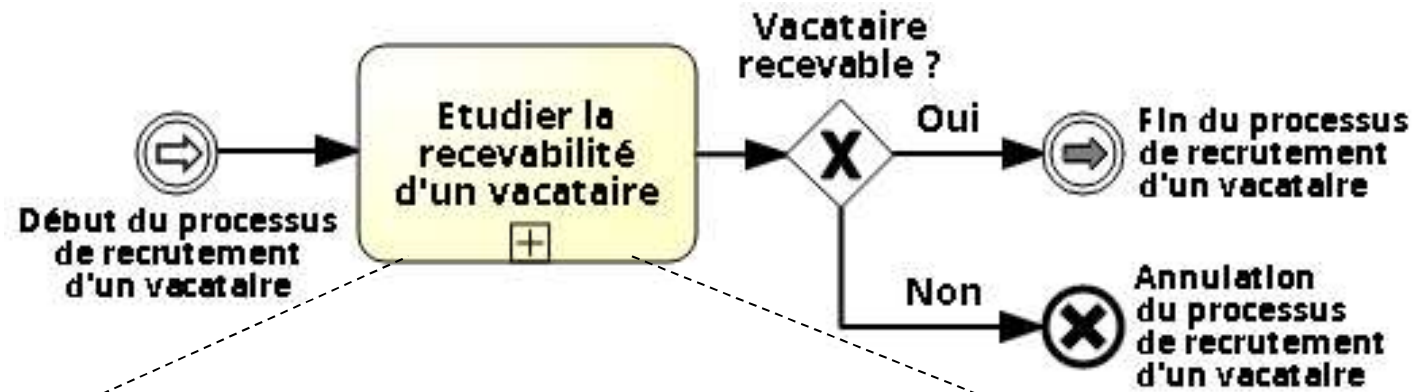 Début du processus
de recrutement
d'un vacataire
Etudier la
recevabilité
d'un vacataire
Vacataire
recevable ?
X
Oui
Non
Fin du processus
de recrutement
d'un vacataire
Annulation
du processus
de recrutement
d'un vacataire